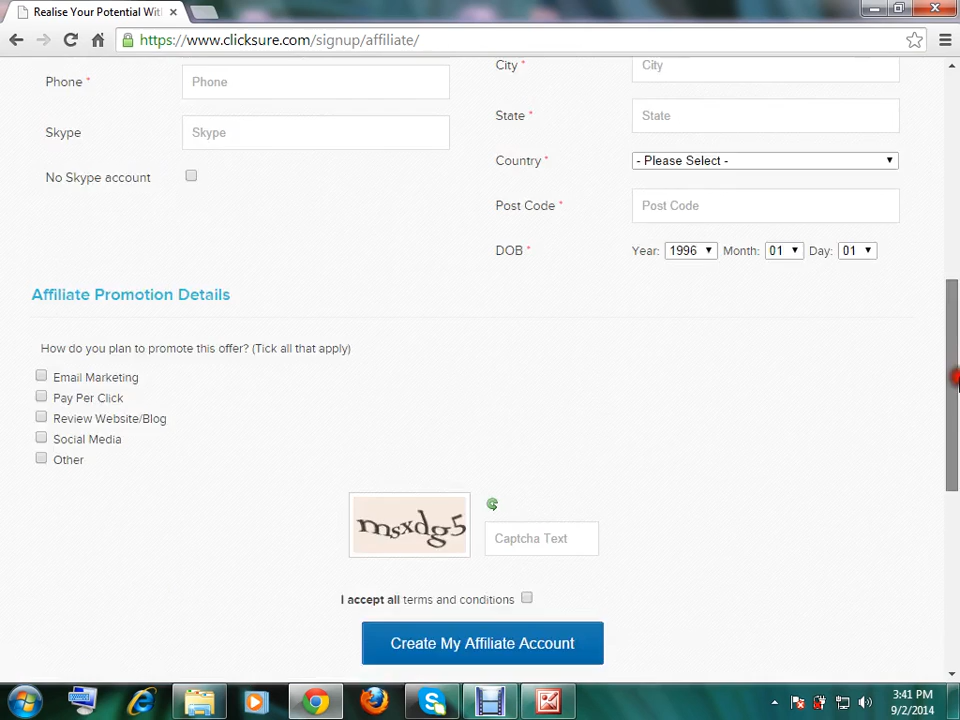 Realise Your Potential Wit
https://www.clicksure.com/signup/affiliate/
Phone *
Phone
Skype
Skype
No Skype account
City *
City
State *
State
Country *
- Please Select -
Post Code *
Post Code
DOB *
Year: 1996 Month: 01 Day: 01
Affiliate Promotion Details
How do you plan to promote this offer? (Tick all that apply)
Email Marketing
Pay Per Click
Review Website/Blog
Social Media
Other
msxdg5
Captcha Text
I accept all terms and conditions
Create My Affiliate Account
3:41 PM
9/2/2014